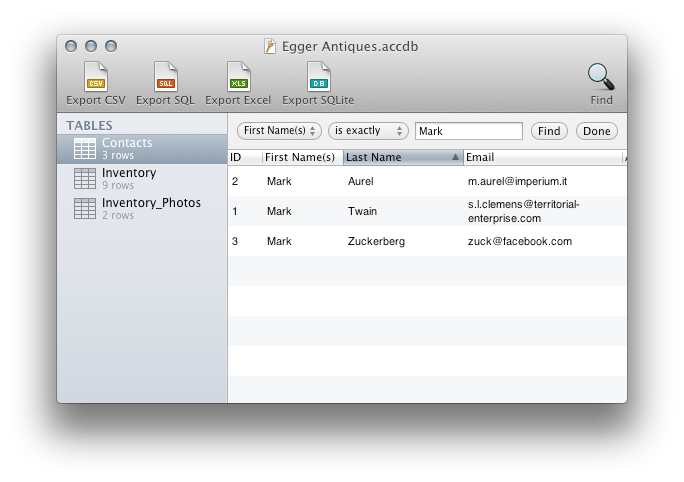 Egger Antiques.accdb
CSV SQL XLS DB
Export CSV Export SQL Export Excel Export SQLite Find
TABLES
Contacts
3 rows
Inventory
9 rows
Inventory_Photos
2 rows
First Name(s) is exactly Mark Find Done
ID First Name(s) Last Name Email
2 Mark Aurel m.aurel@imperium.it
1 Mark Twain s.l.clemens@territorial-
enterprise.com
3 Mark Zuckerberg zuck@facebook.com